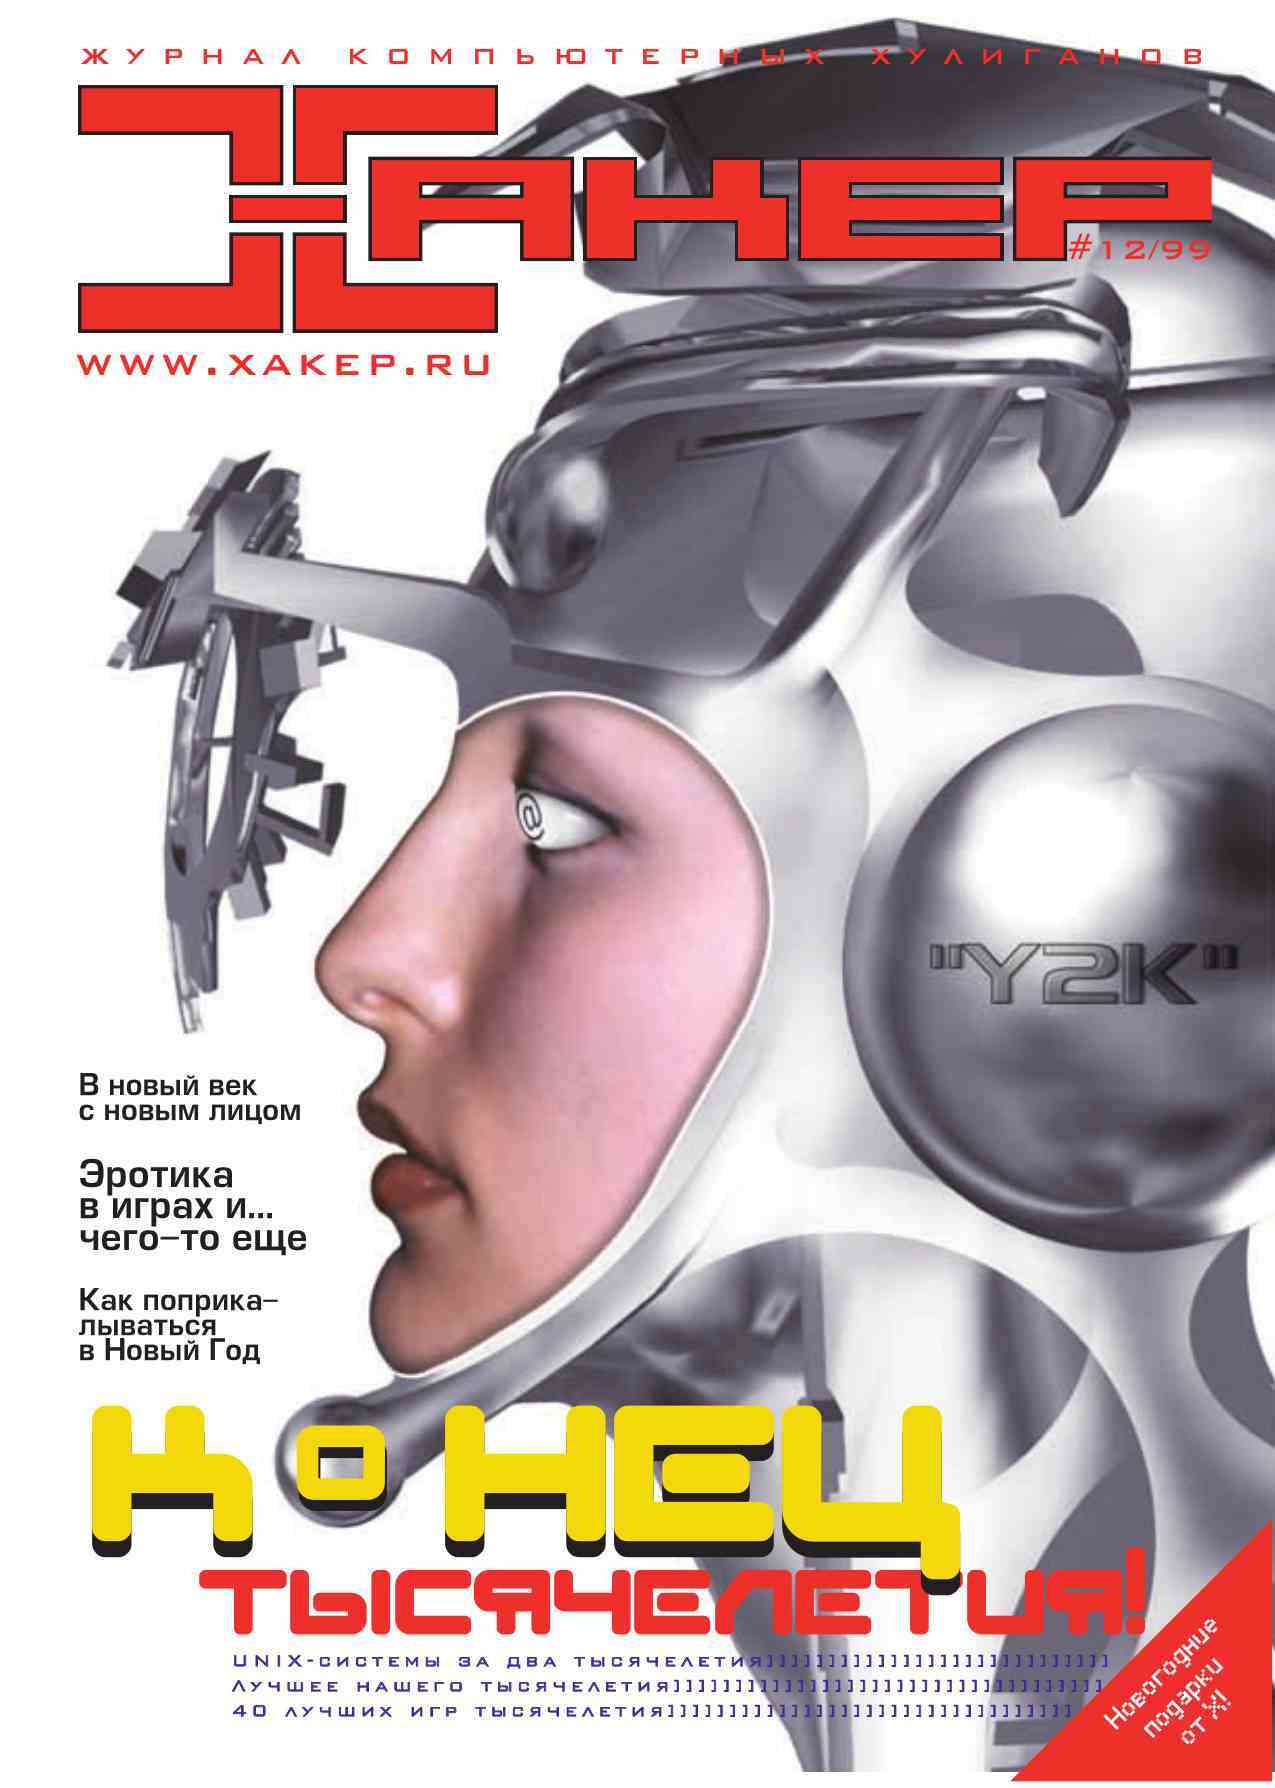 ЖУРНАЛ КОМПЬЮТЕРНЫХ ХУЛИГАНОВ
ХАКЕР
#12/99
WWW.XAKEP.RU
@
"Y2K"
В новый век
с новым лицом
Эротика
в играх и...
чего-то еще
Как поприка-
лываться
в Новый Год
КОНЕЦ
ТЫСЯЧЕЛЕТИЯ!
UNIX-СИСТЕМЫ ЗА ДВА ТЫСЯЧЕЛЕТИЯ]]]]]]]]]]]]]]]]]]]]]]]]]]]]
ЛУЧШЕЕ НАШЕГО ТЫСЯЧЕЛЕТИЯ]]]]]]]]]]]]]]]]]]]]]]]]]]]]]]]]]]]
40 ЛУЧШИХ ИГР ТЫСЯЧЕЛЕТИЯ]]]]]]]]]]]]]]]]]]]]]]]]]]]]]]]]]
Новогодние
подарки
от Х!